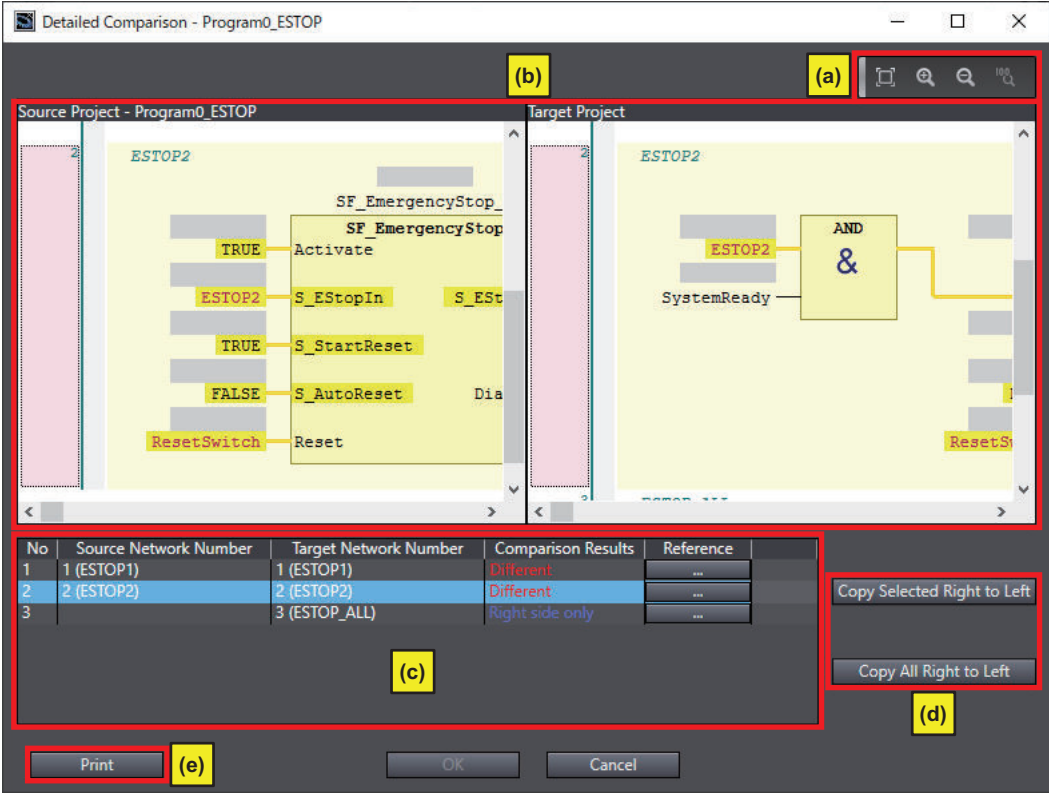 Detailed Comparison - Program0_ESTOP
(b)
(a)
100
Source Project - Program0_ESTOP
Target Project
2
ESTOP2
SF_EmergencyStop_
SF_EmergencyStop
TRUE
Activate
ESTOP2
S_EStopIn
S_ESt
TRUE
S_StartReset
FALSE
S_AutoReset
Dia
ResetSwitch
Reset
2
ESTOP2
AND
&
ESTOP2
SystemReady
ResetS
No Source Network Number Target Network Number Comparison Results Reference
1 1 (ESTOP1) 1 (ESTOP1) Different ...
2 2 (ESTOP2) 2 (ESTOP2) Different ...
3 3 (ESTOP_ALL) Right side only ...
(c)
Copy Selected Right to Left
Copy All Right to Left
(d)
Print
(e)
OK
Cancel